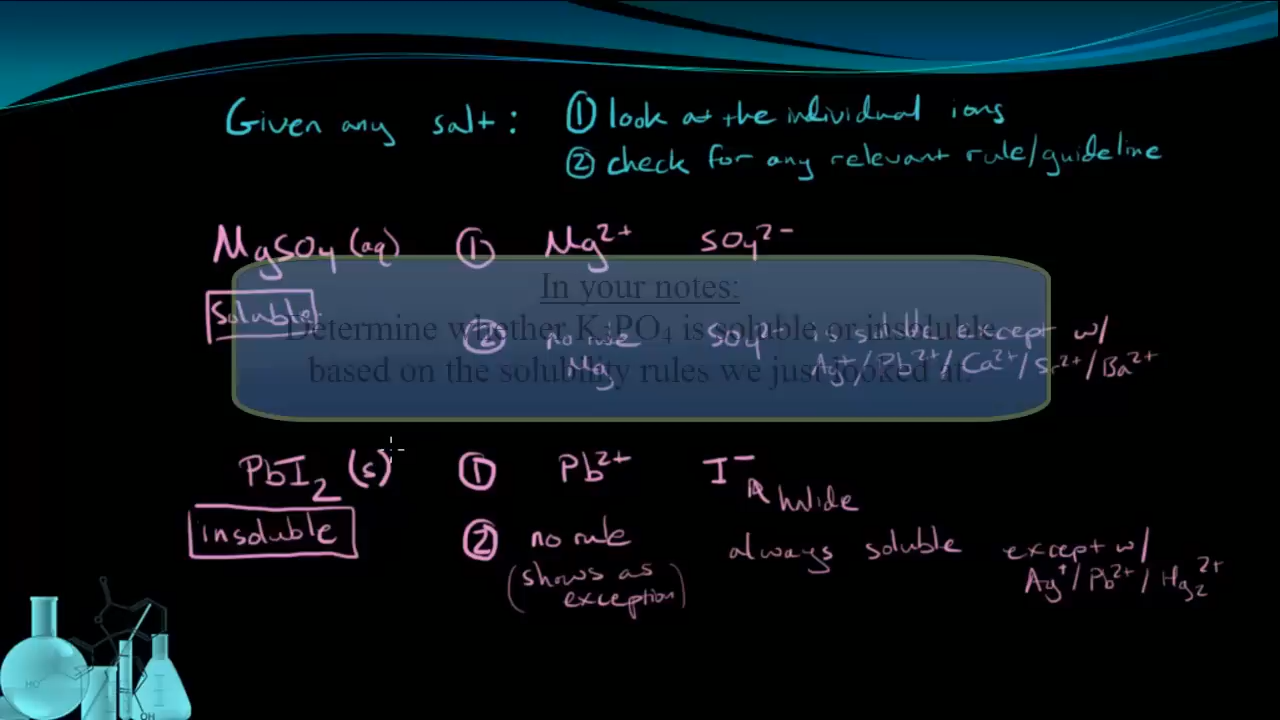 Given any salt: ① look at the individual ions
② check for any relevant rule/guideline
MgSO4 (aq) ① Mg2+ SO42-
In your notes:
Soluble
Determine whether K3PO4 is soluble or insoluble
based on the solubility rules we just looked at.
② no rule SO42- is soluble except w/
Mg Ag+/Pb2+/Ca2+/Sr2+/Ba2+
PbI2 (s) ① Pb2+ I-
halide
insoluble ② no rule always soluble except w/
(shows as Ag+/Pb2+/Hg22+
exception)
HO
OH